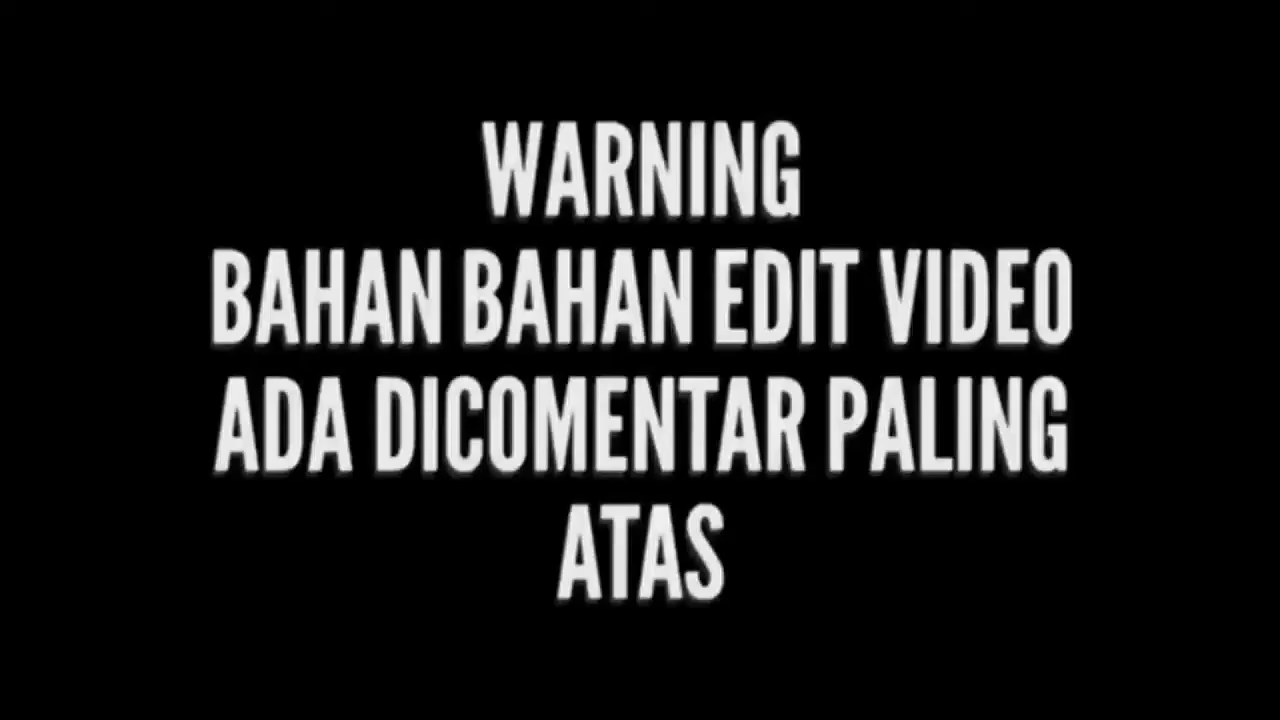 WARNING
BAHAN BAHAN EDIT VIDEO
ADA DICOMENTAR PALING
ATAS